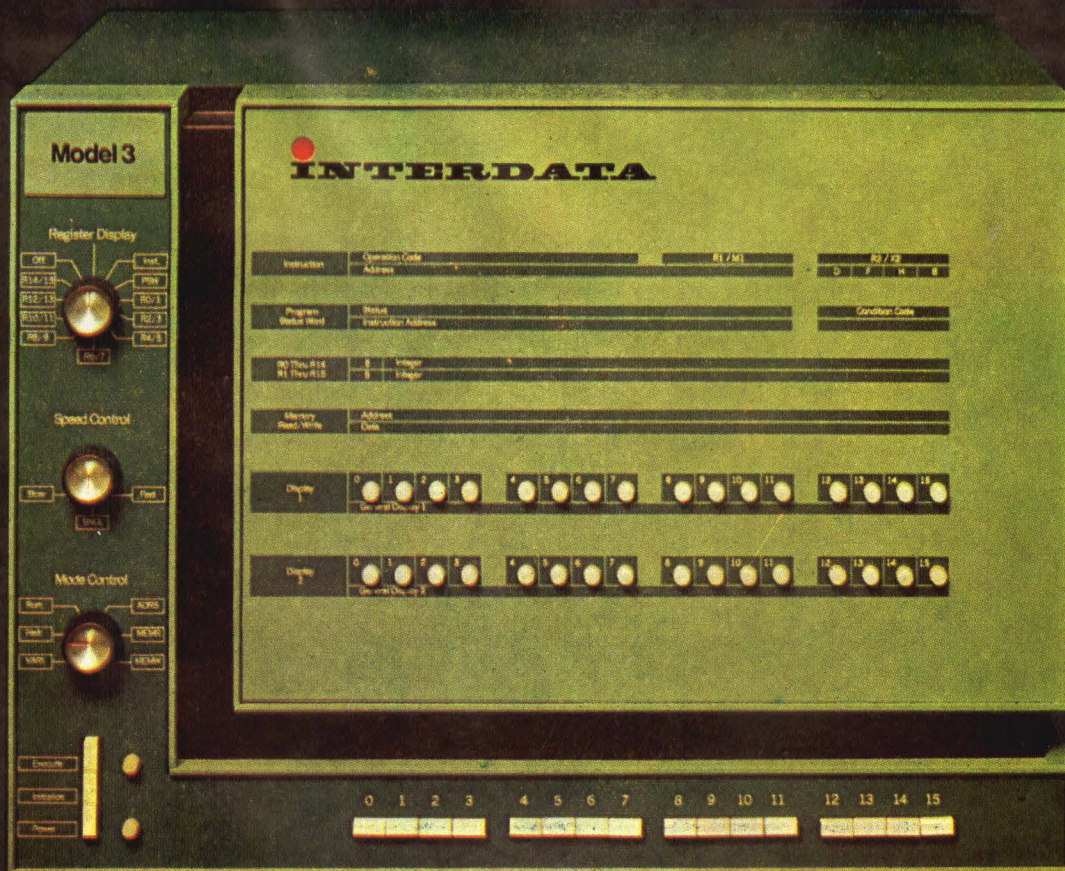 Model 3
INTERDATA
Register Display
Off
Inst.
R14/15
PSW
R12/13
R0/1
R10/11
R2/3
R8/9
R4/5
R6/7
Speed Control
Slow
Fast
Mode Control
Run
ADRS
Halt
MEMR
VARI
MEMW
Execute
Initialize
Power
Instruction
Operation Code
R1 / M1
R2 / X2
Address
D F H B
Program
Status Word
Status
Instruction Address
Condition Code
R0 Thru R14
S Integer
R1 Thru R15
S Integer
Memory
Read/Write
Address
Data
Display
1
0 1 2 3 4 5 6 7 8 9 10 11 12 13 14 15
General Display 1
Display
2
0 1 2 3 4 5 6 7 8 9 10 11 12 13 14 15
General Display 2
0 1 2 3 4 5 6 7 8 9 10 11 12 13 14 15